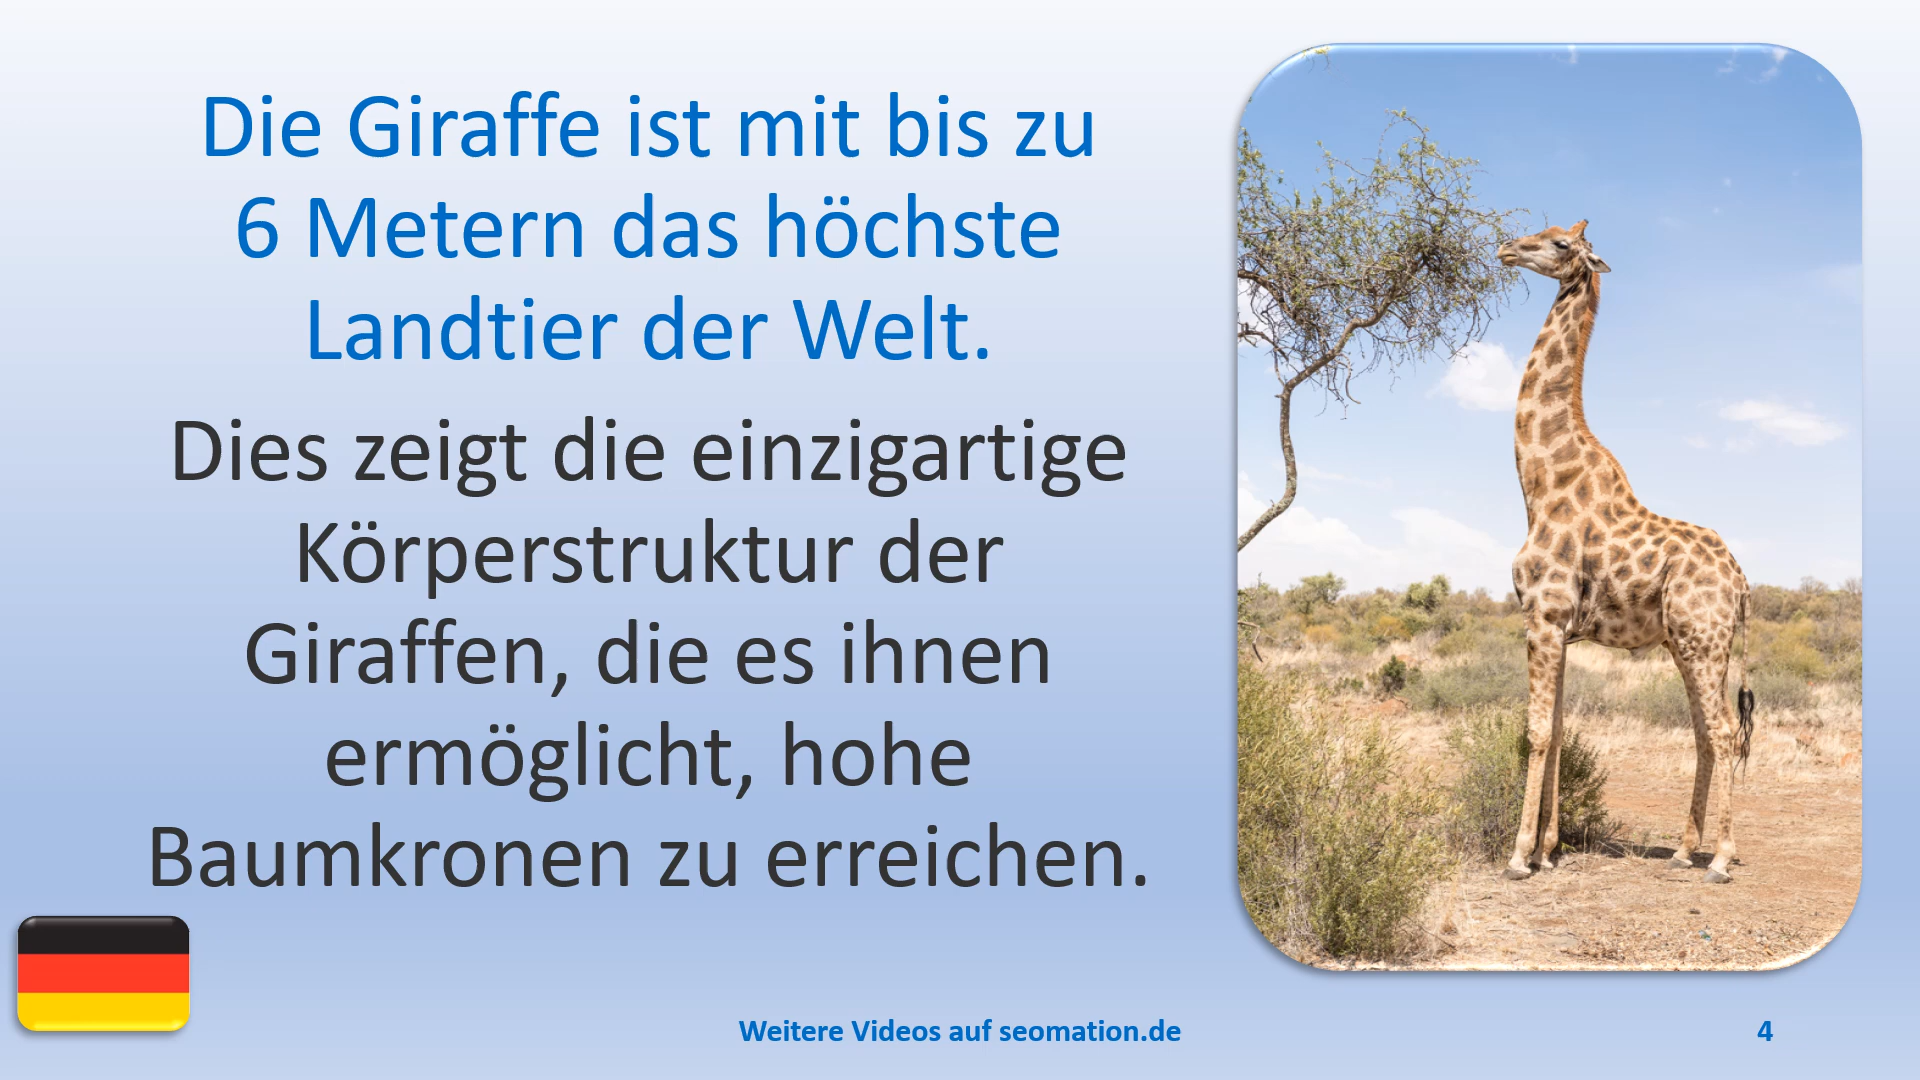 Die Giraffe ist mit bis zu
6 Metern das höchste
Landtier der Welt.
Dies zeigt die einzigartige
Körperstruktur der
Giraffen, die es ihnen
ermöglicht, hohe
Baumkronen zu erreichen.
Weitere Videos auf seomation.de
4